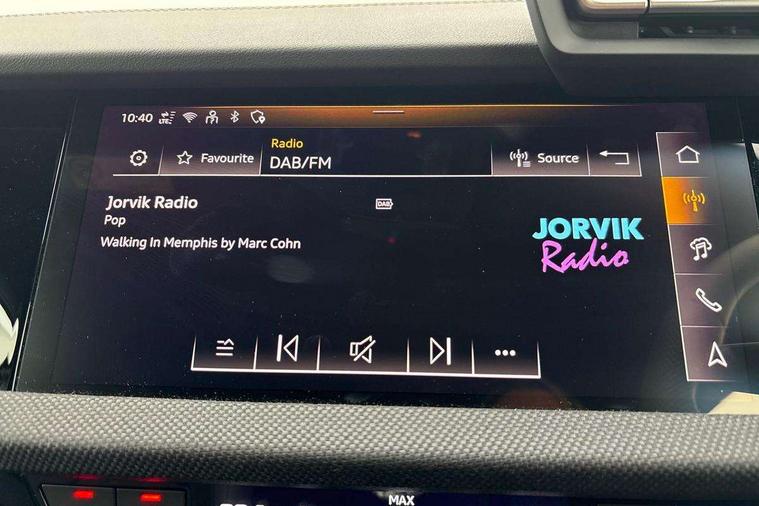 10:40 LTE
Radio
Favourite DAB/FM Source
Jorvik Radio
Pop
DAB
Walking In Memphis by Marc Cohn
JORVIK
Radio
MAX